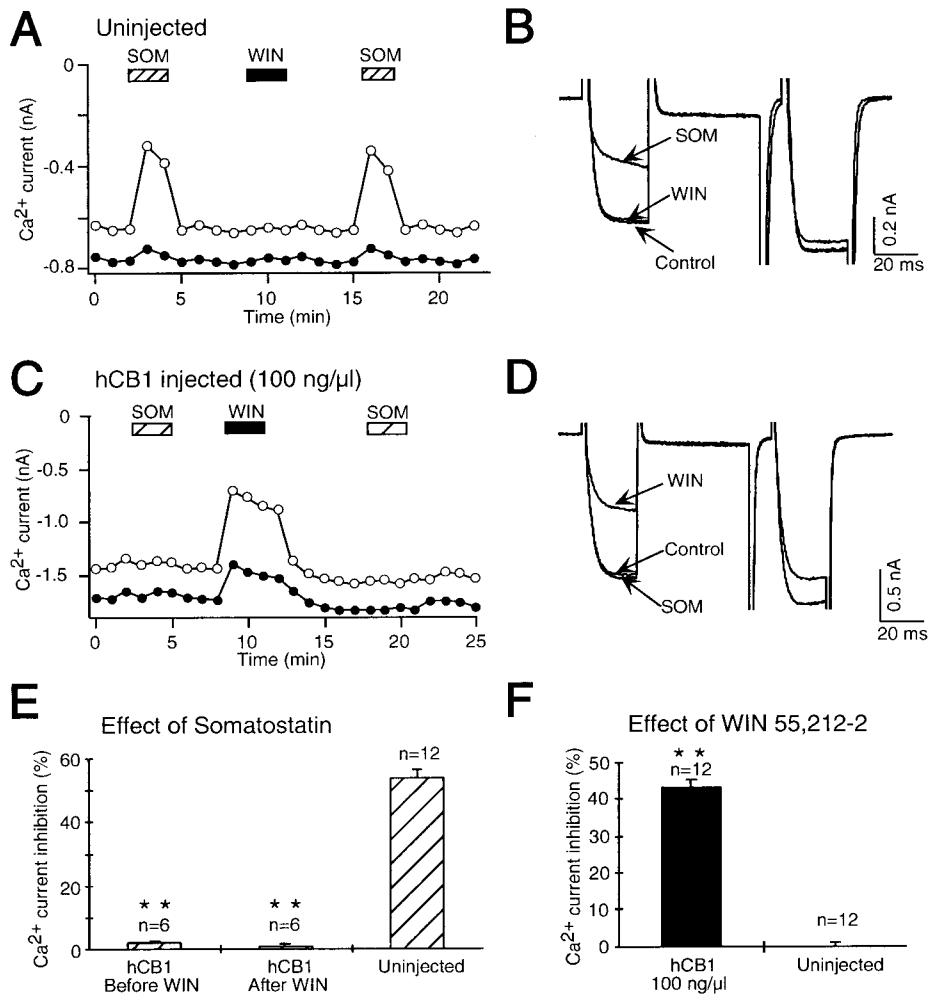 A
Uninjected
SOM WIN SOM
Ca2+ current (nA)
0
-0.4
-0.8
0 5 10 15 20
Time (min)
B
SOM
WIN
Control
0.2 nA
20 ms
C
hCB1 injected (100 ng/µl)
SOM WIN SOM
Ca2+ current (nA)
0
-0.5
-1.0
-1.5
0 5 10 15 20 25
Time (min)
D
WIN
Control
SOM
0.5 nA
20 ms
E
Effect of Somatostatin
Ca2+ current inhibition (%)
60
40
20
0
* *
n=6
* *
n=6
n=12
hCB1
Before WIN
hCB1
After WIN
Uninjected
F
Effect of WIN 55,212-2
Ca2+ current inhibition (%)
50
40
30
20
10
0
* *
n=12
n=12
hCB1
100 ng/µl
Uninjected